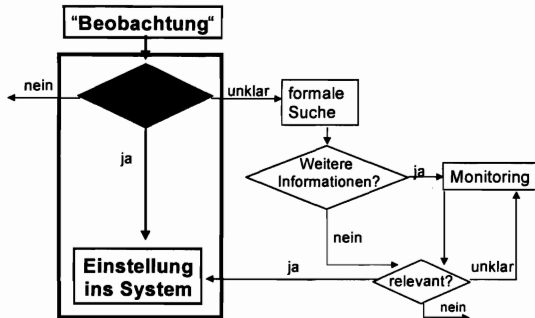 "Beobachtung"
nein
unklar
formale
Suche
ja
Weitere
Informationen?
ja
Monitoring
nein
Einstellung
ins System
ja
relevant?
unklar
nein